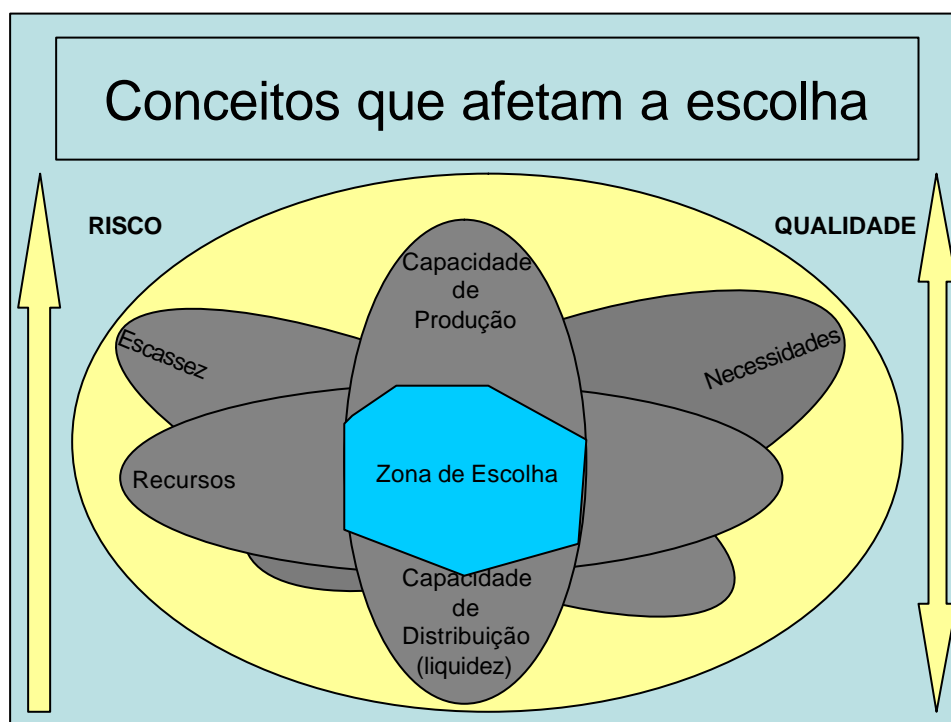 Conceitos que afetam a escolha
RISCO
QUALIDADE
Capacidade
de
Produção
Escassez
Necessidades
Recursos
Zona de Escolha
Capacidade
de
Distribuição
(liquidez)